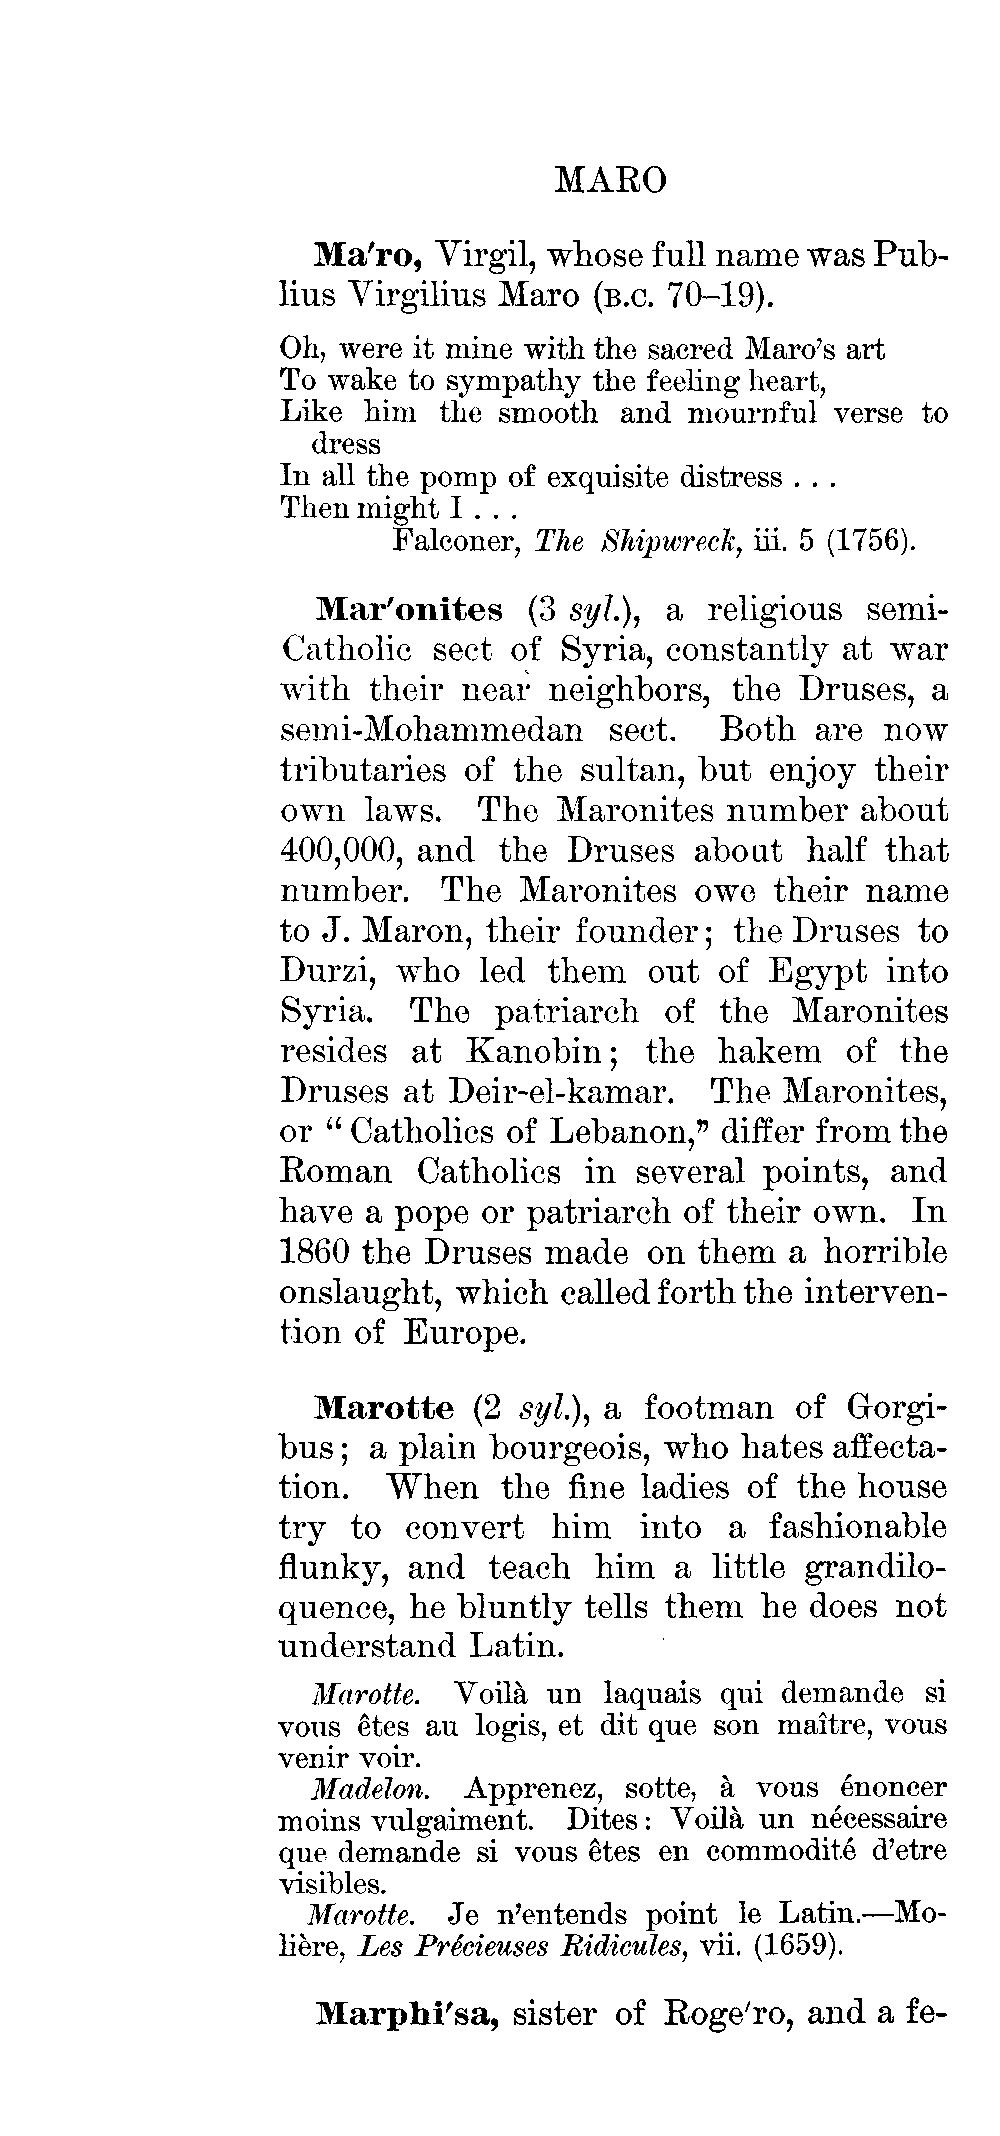 MARO
Ma'ro, Virgil, whose full name was Pub-
lius Virgilius Maro (B.C. 70–19).
Oh, were it mine with the sacred Maro's art
To wake to sympathy the feeling heart,
Like him the smooth and mournful verse to
dress
In all the pomp of exquisite distress . . .
Then might I . . .
Falconer, The Shipwreck, iii. 5 (1756).
Mar'onites (3 syl.), a religious semi-
Catholic sect of Syria, constantly at war
with their near neighbors, the Druses, a
semi-Mohammedan sect. Both are now
tributaries of the sultan, but enjoy their
own laws. The Maronites number about
400,000, and the Druses about half that
number. The Maronites owe their name
to J. Maron, their founder; the Druses to
Durzi, who led them out of Egypt into
Syria. The patriarch of the Maronites
resides at Kanobin; the hakem of the
Druses at Deir-el-kamar. The Maronites,
or "Catholics of Lebanon," differ from the
Roman Catholics in several points, and
have a pope or patriarch of their own. In
1860 the Druses made on them a horrible
onslaught, which called forth the interven-
tion of Europe.
Marotte (2 syl.), a footman of Gorgi-
bus; a plain bourgeois, who hates affecta-
tion. When the fine ladies of the house
try to convert him into a fashionable
flunky, and teach him a little grandilo-
quence, he bluntly tells them he does not
understand Latin.
Marotte. Voilà un laquais qui demande si
vous êtes au logis, et dit que son maître, vous
venir voir.
Madelon. Apprenez, sotte, à vous énoncer
moins vulgaiment. Dites: Voilà un nécessaire
que demande si vous êtes en commodité d'etre
visibles.
Marotte. Je n'entends point le Latin.—Mo-
lière, Les Précieuses Ridicules, vii. (1659).
Marphi'sa, sister of Roge'ro, and a fe-